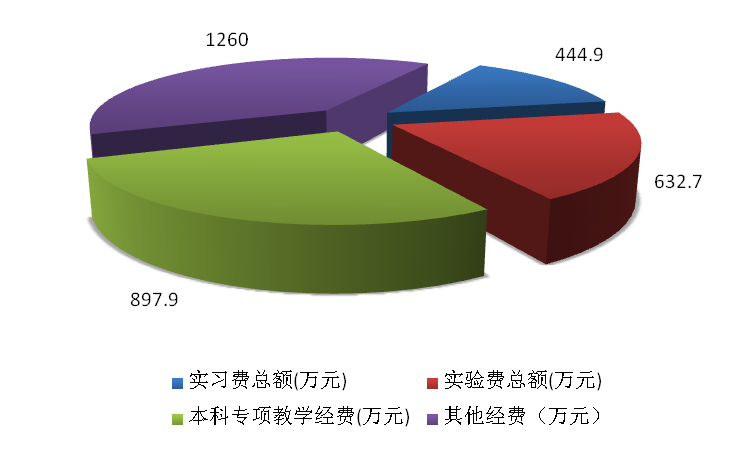 1260
444.9
632.7
897.9
实习费总额(万元)
实验费总额(万元)
本科专项教学经费(万元)
其他经费（万元）